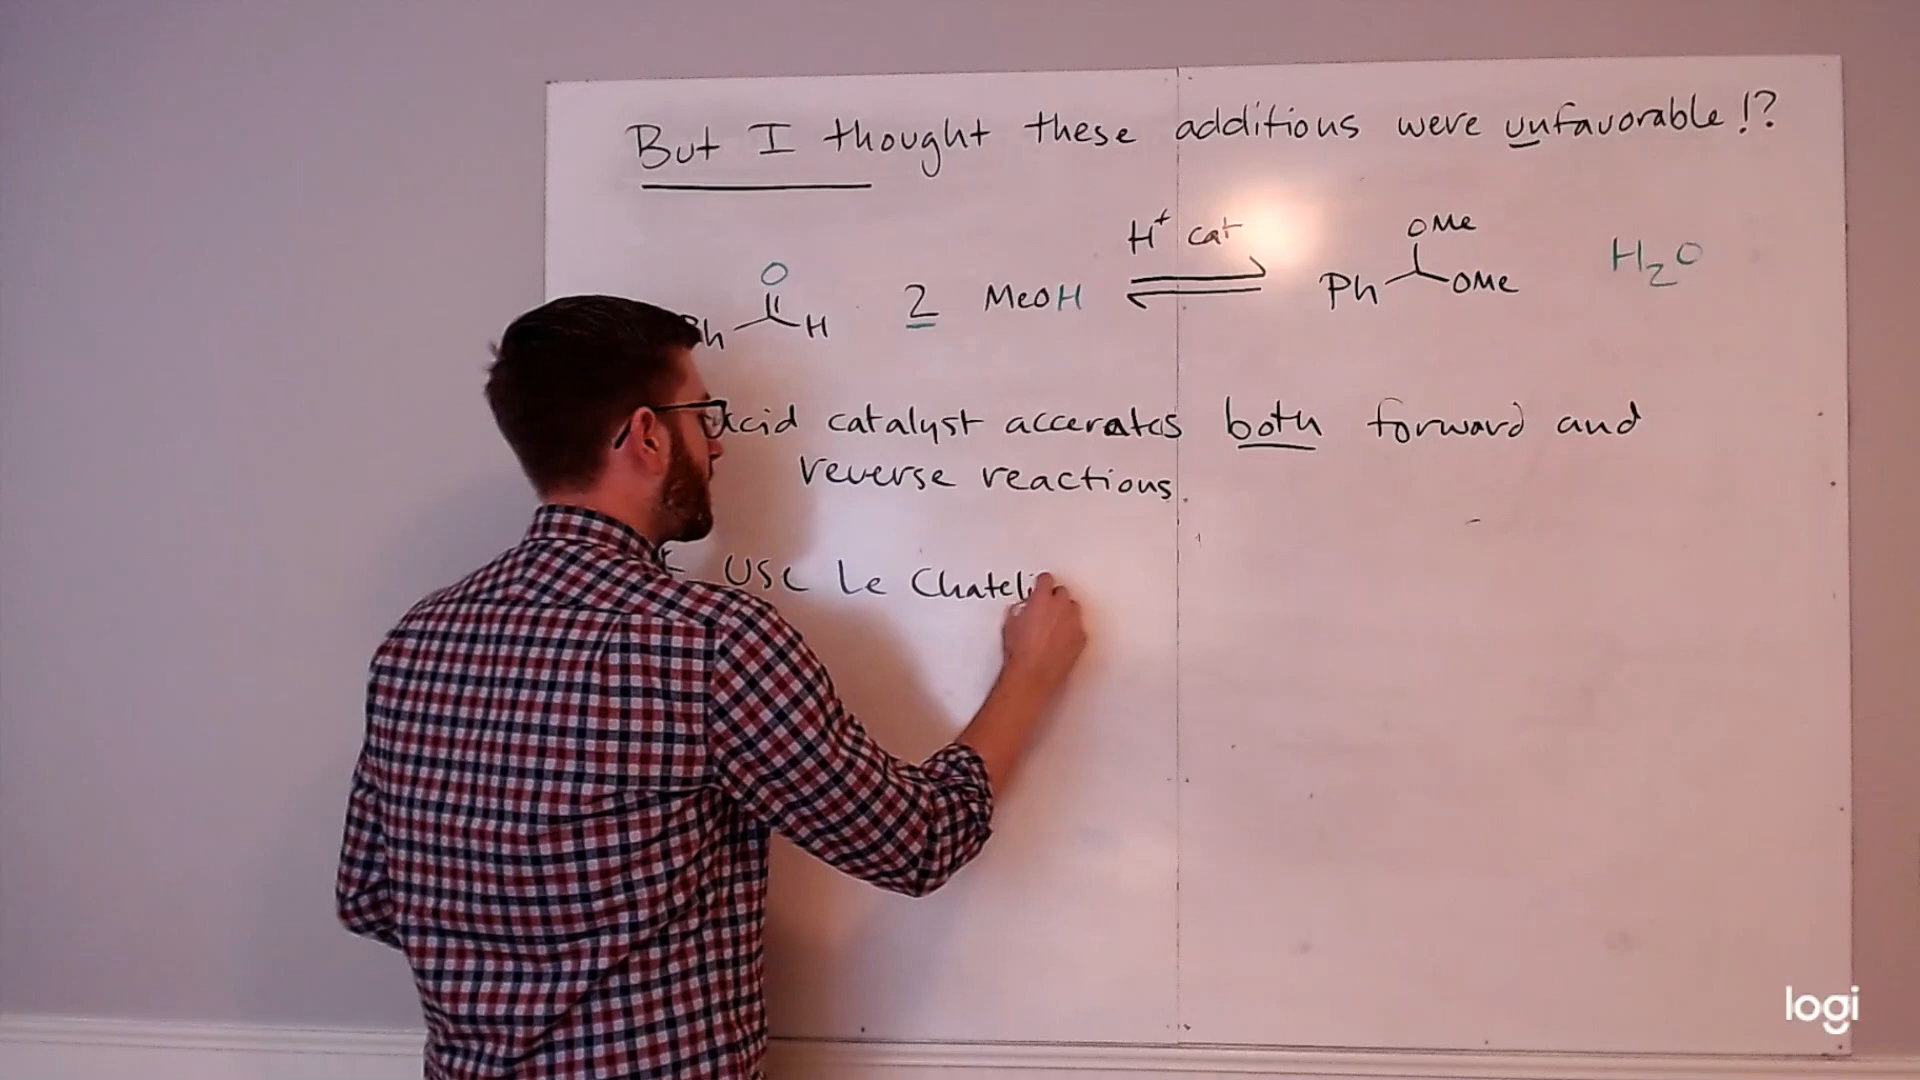 But I thought these additions were unfavorable!?
H⁺ cat
O
OMe
Ph H 2 MeOH Ph OMe H₂O
acid catalyst accerates both forward and
reverse reactions.
use Le Chateli
logi